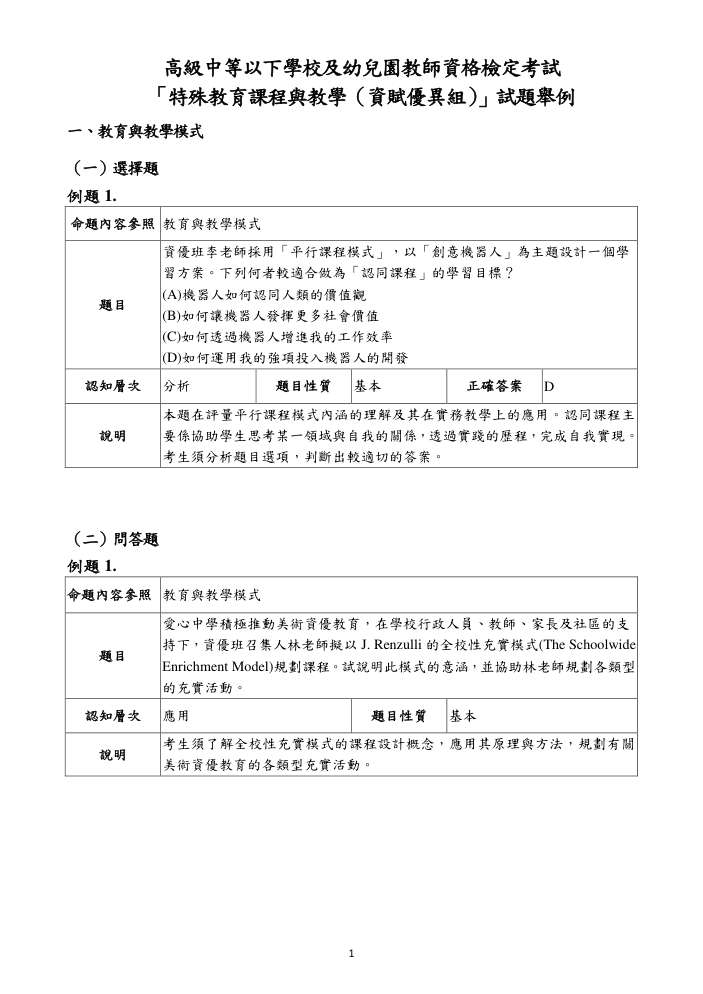 高級中等以下學校及幼兒園教師資格檢定考試
「特殊教育課程與教學（資賦優異組）」試題舉例
一、教育與教學模式
（一）選擇題
例題 1.
命題內容參照 教育與教學模式
題目
資優班李老師採用「平行課程模式」，以「創意機器人」為主題設計一個學
習方案。下列何者較適合做為「認同課程」的學習目標？
(A)機器人如何認同人類的價值觀
(B)如何讓機器人發揮更多社會價值
(C)如何透過機器人增進我的工作效率
(D)如何運用我的強項投入機器人的開發
認知層次 分析 題目性質 基本 正確答案 D
說明
本題在評量平行課程模式內涵的理解及其在實務教學上的應用。認同課程主
要係協助學生思考某一領域與自我的關係，透過實踐的歷程，完成自我實現。
考生須分析題目選項，判斷出較適切的答案。
（二）問答題
例題 1.
命題內容參照 教育與教學模式
題目
愛心中學積極推動美術資優教育，在學校行政人員、教師、家長及社區的支
持下，資優班召集人林老師擬以 J. Renzulli 的全校性充實模式(The Schoolwide
Enrichment Model)規劃課程。試說明此模式的意涵，並協助林老師規劃各類型
的充實活動。
認知層次 應用 題目性質 基本
說明
考生須了解全校性充實模式的課程設計概念，應用其原理與方法，規劃有關
美術資優教育的各類型充實活動。
1